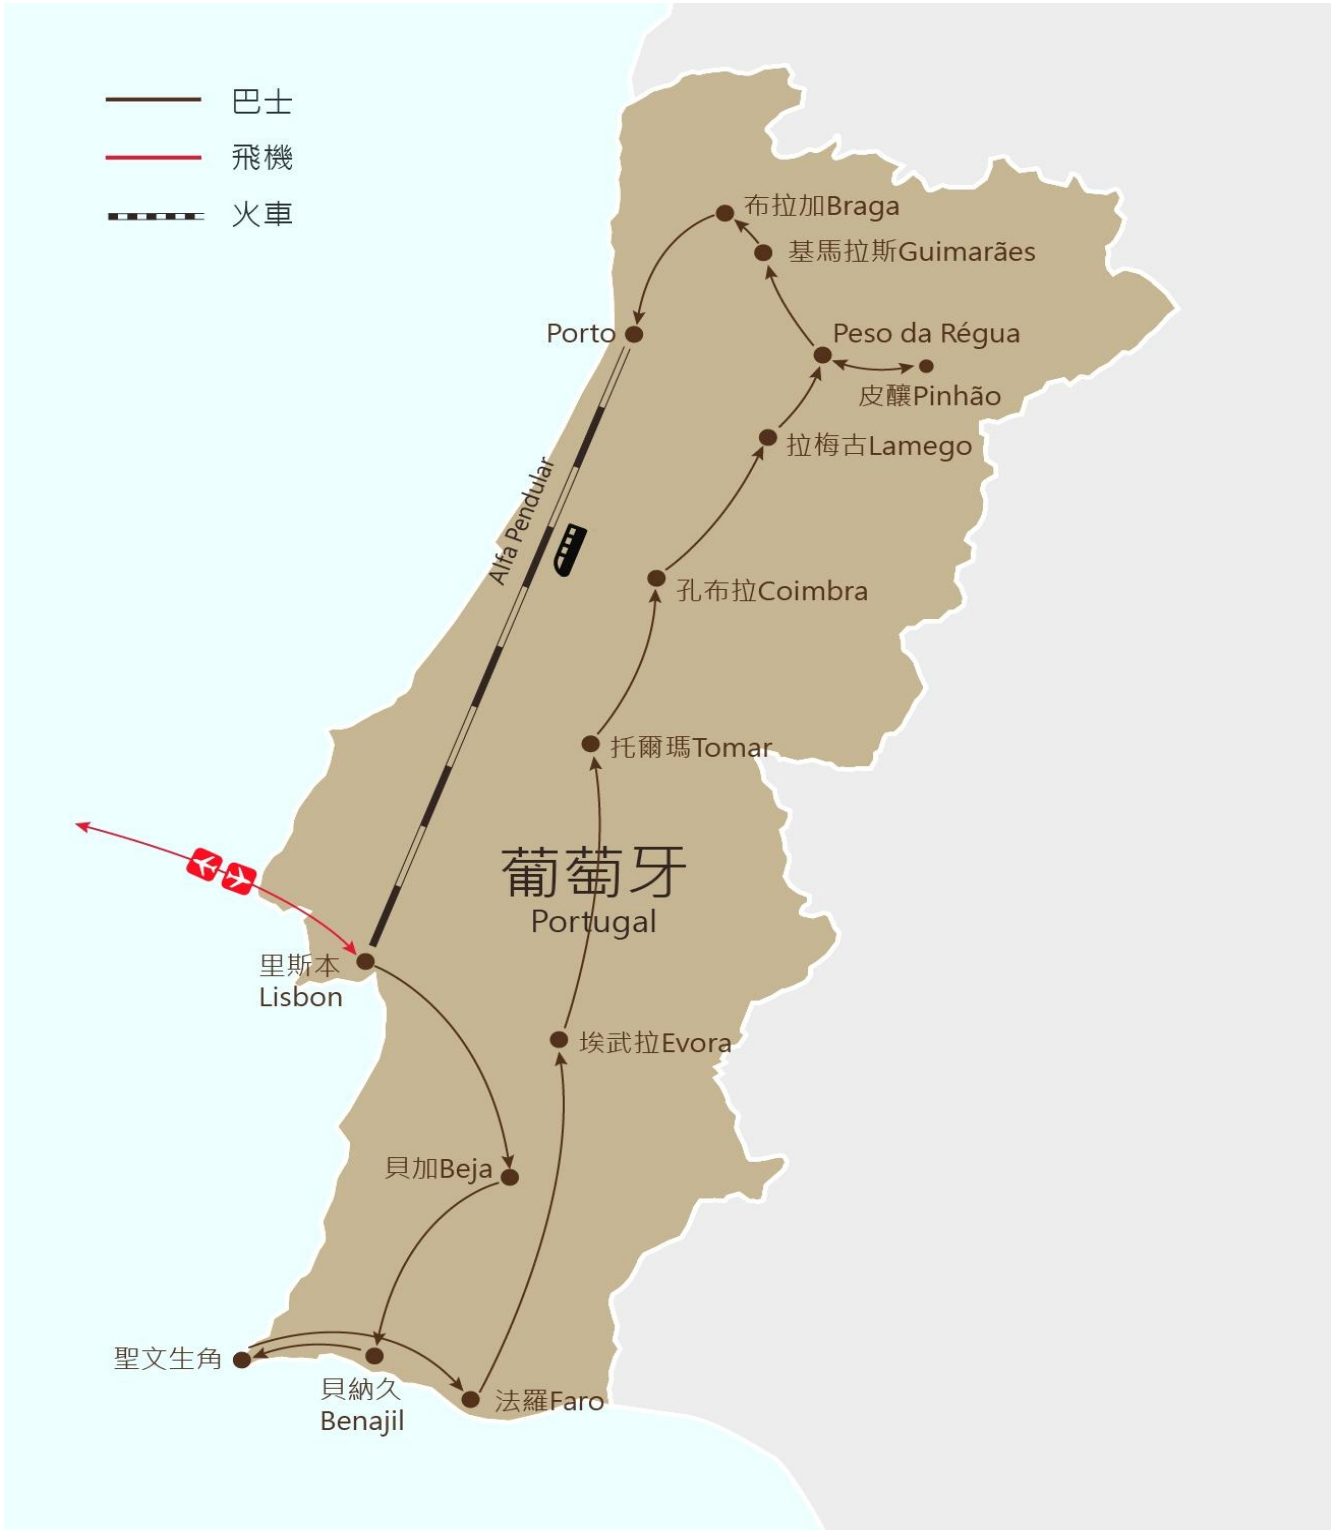 巴士
飛機
火車
布拉加Braga
基馬拉斯Guimarães
Porto
Peso da Régua
皮釀Pinhão
拉梅古Lamego
Alfa Pendular
孔布拉Coimbra
托爾瑪Tomar
葡萄牙
Portugal
里斯本
Lisbon
埃武拉Evora
貝加Beja
聖文生角
貝納久
Benajil
法羅Faro